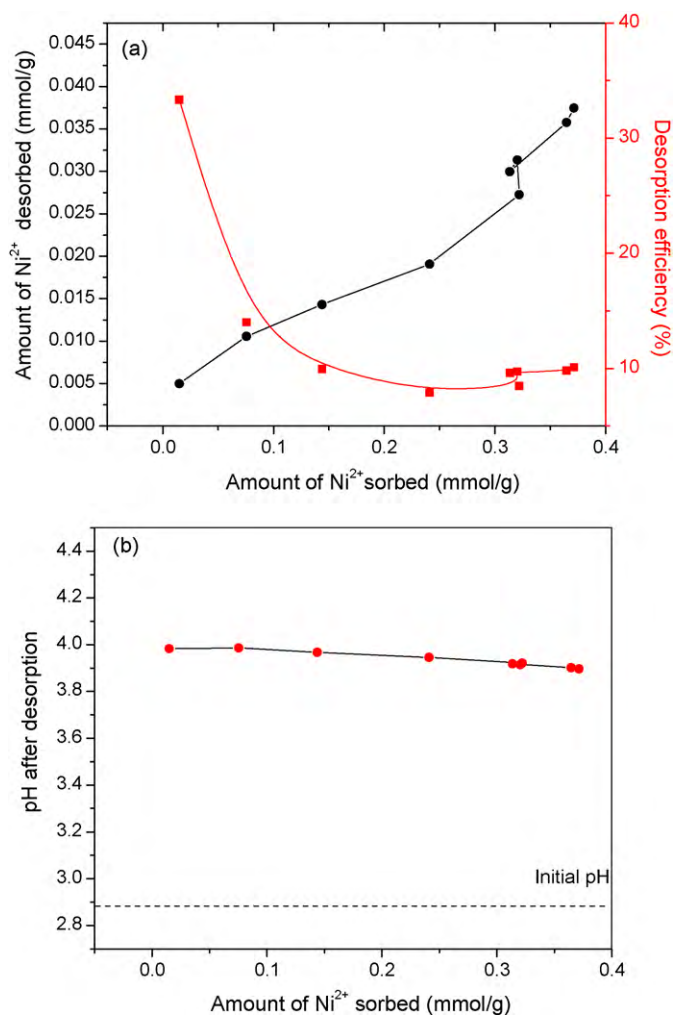 (a)
0.045
0.040
0.035
0.030
0.025
0.020
0.015
0.010
0.005
0.000
Amount of Ni²⁺ desorbed (mmol/g)
40
30
20
10
Desorption efficiency (%)
0.0 0.1 0.2 0.3 0.4
Amount of Ni²⁺sorbed (mmol/g)
(b)
4.4
4.2
4.0
3.8
3.6
3.4
3.2
3.0
2.8
pH after desorption
Initial pH
0.0 0.1 0.2 0.3 0.4
Amount of Ni²⁺ sorbed (mmol/g)